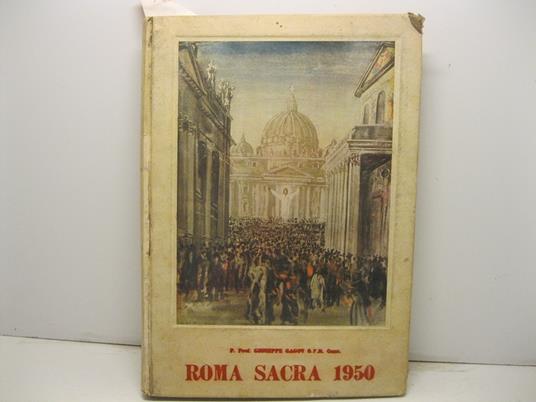 P. Prof. GIUSEPPE GAGOV O.F.M. Conv.
ROMA SACRA 1950